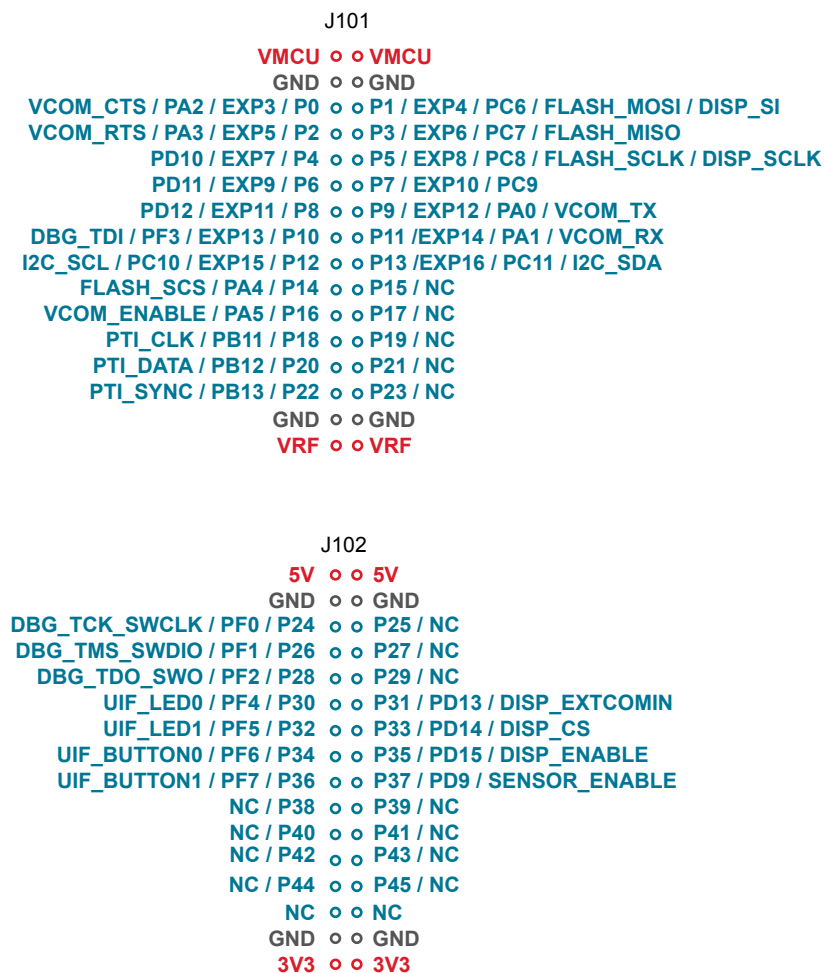 J101
VMCU VMCU
GND GND
VCOM_CTS / PA2 / EXP3 / P0 P1 / EXP4 / PC6 / FLASH_MOSI / DISP_SI
VCOM_RTS / PA3 / EXP5 / P2 P3 / EXP6 / PC7 / FLASH_MISO
PD10 / EXP7 / P4 P5 / EXP8 / PC8 / FLASH_SCLK / DISP_SCLK
PD11 / EXP9 / P6 P7 / EXP10 / PC9
PD12 / EXP11 / P8 P9 / EXP12 / PA0 / VCOM_TX
DBG_TDI / PF3 / EXP13 / P10 P11 /EXP14 / PA1 / VCOM_RX
I2C_SCL / PC10 / EXP15 / P12 P13 /EXP16 / PC11 / I2C_SDA
FLASH_SCS / PA4 / P14 P15 / NC
VCOM_ENABLE / PA5 / P16 P17 / NC
PTI_CLK / PB11 / P18 P19 / NC
PTI_DATA / PB12 / P20 P21 / NC
PTI_SYNC / PB13 / P22 P23 / NC
GND GND
VRF VRF
J102
5V 5V
GND GND
DBG_TCK_SWCLK / PF0 / P24 P25 / NC
DBG_TMS_SWDIO / PF1 / P26 P27 / NC
DBG_TDO_SWO / PF2 / P28 P29 / NC
UIF_LED0 / PF4 / P30 P31 / PD13 / DISP_EXTCOMIN
UIF_LED1 / PF5 / P32 P33 / PD14 / DISP_CS
UIF_BUTTON0 / PF6 / P34 P35 / PD15 / DISP_ENABLE
UIF_BUTTON1 / PF7 / P36 P37 / PD9 / SENSOR_ENABLE
NC / P38 P39 / NC
NC / P40 P41 / NC
NC / P42 P43 / NC
NC / P44 P45 / NC
NC NC
GND GND
3V3 3V3